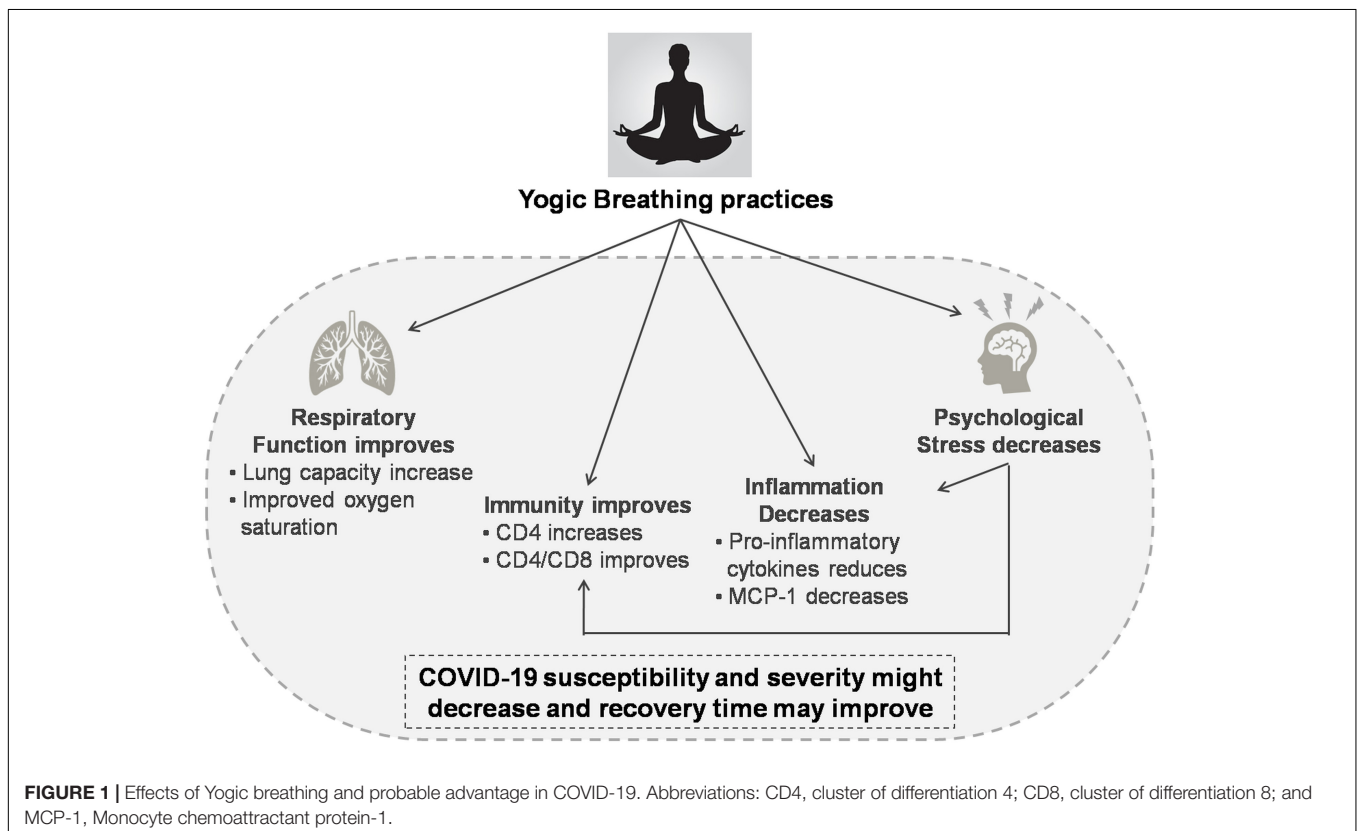 Yogic Breathing practices
Respiratory
Function improves
▪ Lung capacity increase
▪ Improved oxygen
saturation
Immunity improves
▪ CD4 increases
▪ CD4/CD8 improves
Inflammation
Decreases
▪ Pro-inflammatory
cytokines reduces
▪ MCP-1 decreases
Psychological
Stress decreases
COVID-19 susceptibility and severity might
decrease and recovery time may improve
FIGURE 1 | Effects of Yogic breathing and probable advantage in COVID-19. Abbreviations: CD4, cluster of differentiation 4; CD8, cluster of differentiation 8; and
MCP-1, Monocyte chemoattractant protein-1.